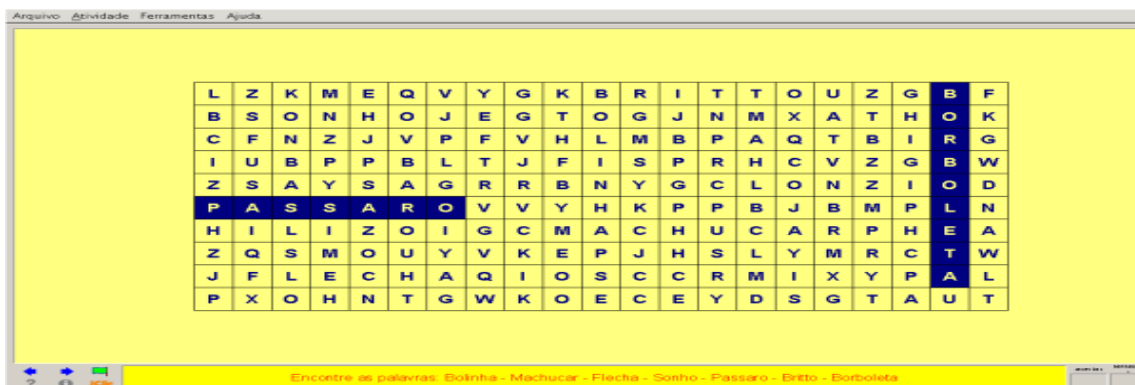 Arquivo Atividade Ferramentas Ajuda
L Z K M E Q V Y G K B R I T T O U Z G B F
B S O N H O J E G T O G J N M X A T H O K
C F N Z J V P F V H L M B P A Q T B I R G
I U B P P B L T J F I S P R H C V Z G B W
Z S A Y S A G R R B N Y G C L O N Z I O D
P A S S A R O V V Y H K P P B J B M P L N
H I L I Z O I G C M A C H U C A R P H E A
Z Q S M O U Y V K E P J H S L Y M R C T W
J F L E C H A Q I O S C C R M I X Y P A L
P X O H N T G W K O E C E Y D S G T A U T
Encontre as palavras: Bolinha - Machucar - Flecha - Sonho - Passaro - Britto - Borboleta